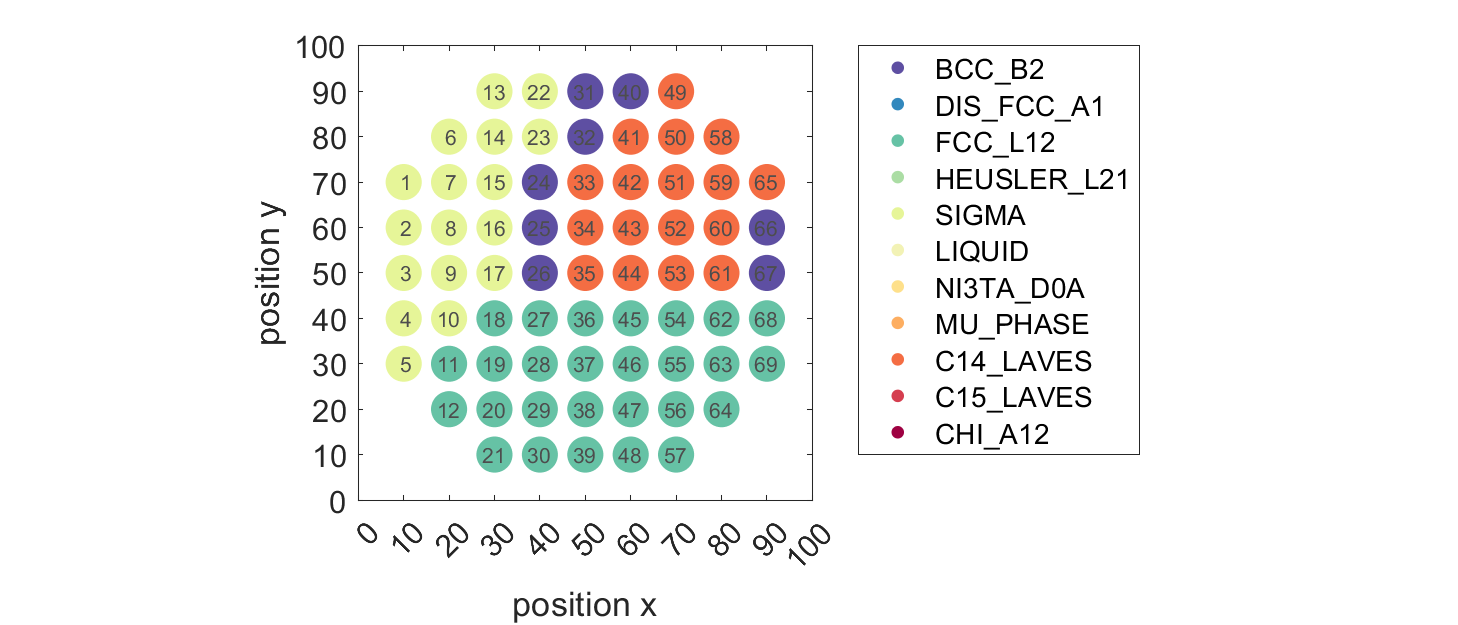 100
90 13 22 31 40 49
80 6 14 23 32 41 50 58
70 1 7 15 24 33 42 51 59 65
60 2 8 16 25 34 43 52 60 66
50 3 9 17 26 35 44 53 61 67
40 4 10 18 27 36 45 54 62 68
30 5 11 19 28 37 46 55 63 69
20 12 20 29 38 47 56 64
10 21 30 39 48 57
0
0 10 20 30 40 50 60 70 80 90 100
position x
position y
BCC_B2
DIS_FCC_A1
FCC_L12
HEUSLER_L21
SIGMA
LIQUID
NI3TA_D0A
MU_PHASE
C14_LAVES
C15_LAVES
CHI_A12